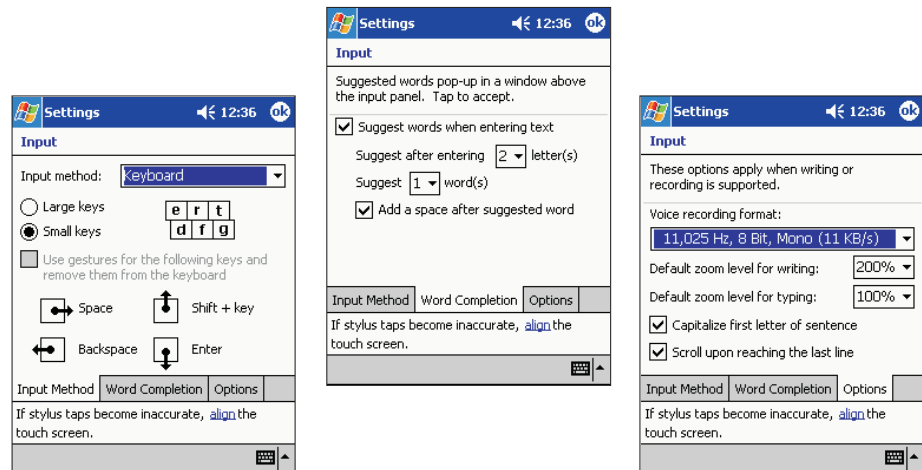 Settings 12:36 ok
Input
Input method: Keyboard
Large keys
Small keys
e r t
d f g
Use gestures for the following keys and
remove them from the keyboard
Space
Shift + key
Backspace
Enter
Input Method Word Completion Options
If stylus taps become inaccurate, align the
touch screen.
Settings 12:36 ok
Input
Suggested words pop-up in a window above
the input panel. Tap to accept.
Suggest words when entering text
Suggest after entering 2 letter(s)
Suggest 1 word(s)
Add a space after suggested word
Input Method Word Completion Options
If stylus taps become inaccurate, align the
touch screen.
Settings 12:36 ok
Input
These options apply when writing or
recording is supported.
Voice recording format:
11,025 Hz, 8 Bit, Mono (11 KB/s)
Default zoom level for writing: 200%
Default zoom level for typing: 100%
Capitalize first letter of sentence
Scroll upon reaching the last line
Input Method Word Completion Options
If stylus taps become inaccurate, align the
touch screen.